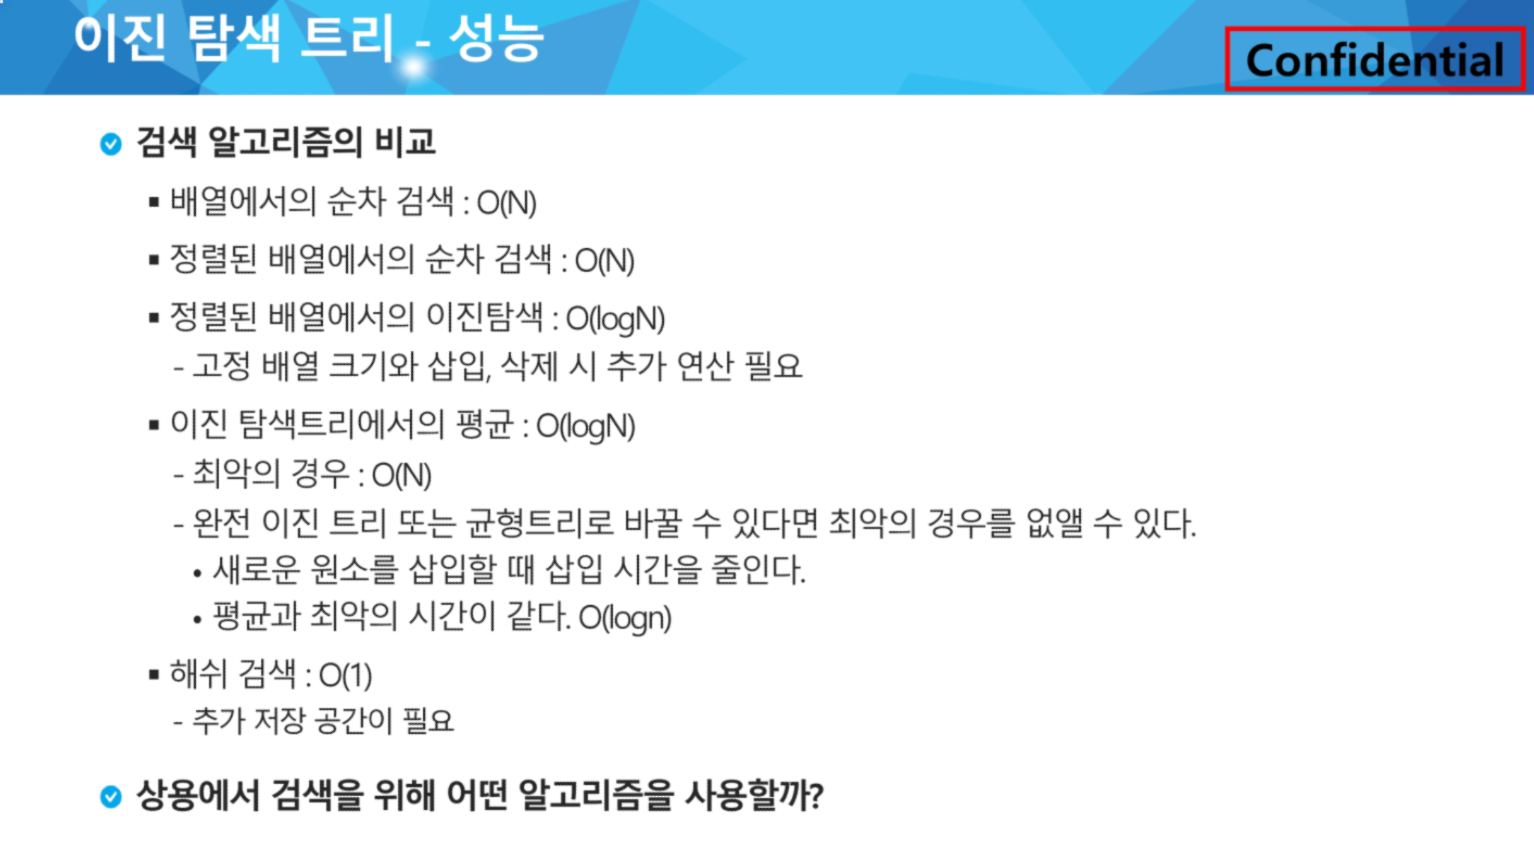 이진 탐색 트리 - 성능
Confidential
검색 알고리즘의 비교
▪ 배열에서의 순차 검색 : O(N)
▪ 정렬된 배열에서의 순차 검색 : O(N)
▪ 정렬된 배열에서의 이진탐색 : O(logN)
- 고정 배열 크기와 삽입, 삭제 시 추가 연산 필요
▪ 이진 탐색트리에서의 평균 : O(logN)
- 최악의 경우 : O(N)
- 완전 이진 트리 또는 균형트리로 바꿀 수 있다면 최악의 경우를 없앨 수 있다.
• 새로운 원소를 삽입할 때 삽입 시간을 줄인다.
• 평균과 최악의 시간이 같다. O(logn)
▪ 해쉬 검색 : O(1)
- 추가 저장 공간이 필요
상용에서 검색을 위해 어떤 알고리즘을 사용할까?